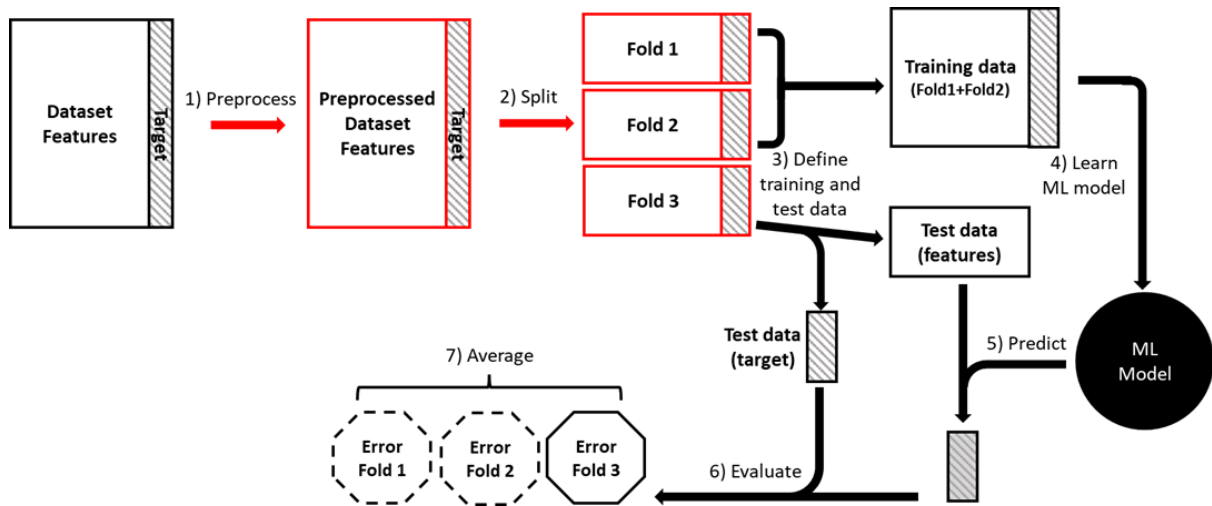 Dataset
Features
Target
1) Preprocess
Preprocessed
Dataset
Features
Target
2) Split
Fold 1
Fold 2
Fold 3
3) Define
training and
test data
Training data
(Fold1+Fold2)
4) Learn
ML model
Test data
(features)
Test data
(target)
5) Predict
ML
Model
6) Evaluate
7) Average
Error
Fold 1
Error
Fold 2
Error
Fold 3